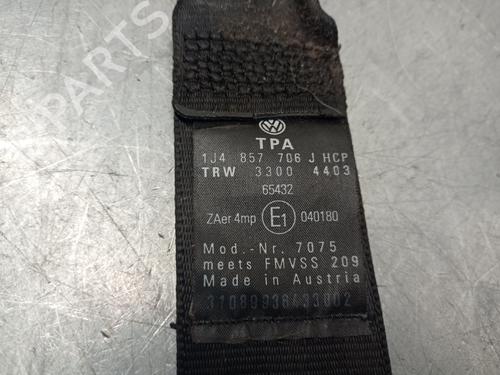 TPA
1J4 857 706 J HCP
TRW 3300 4403
65432
ZAer 4mp E1 040180
Mod.-Nr. 7075
meets FMVSS 209
Made in Austria
B-PARTS